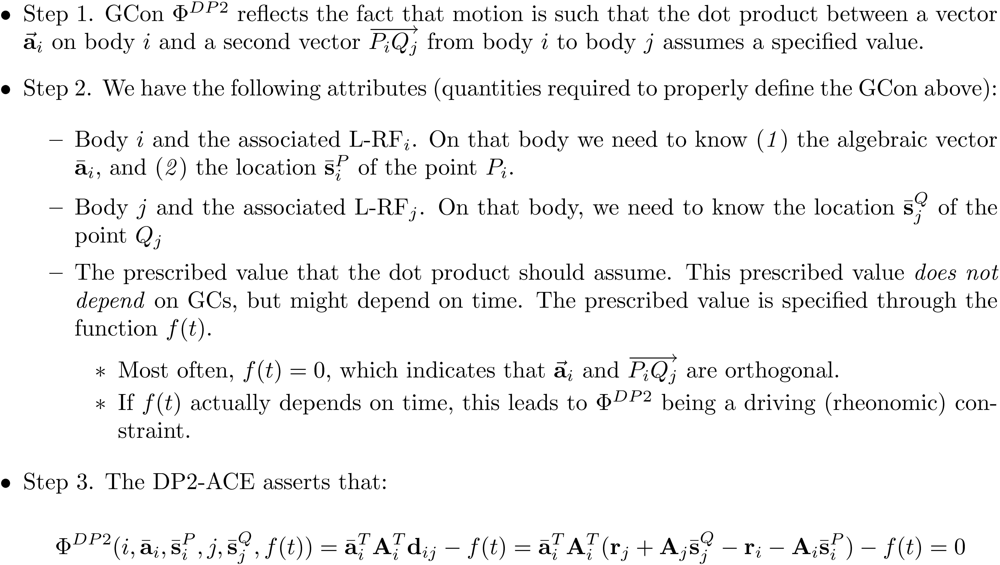 • Step 1. GCon Φ^{DP2} reflects the fact that motion is such that the dot product between a vector
$\vec{\mathbf{a}}_i$ on body i and a second vector $\overrightarrow{P_iQ_j}$ from body i to body j assumes a specified value.
• Step 2. We have the following attributes (quantities required to properly define the GCon above):
– Body i and the associated L-RF_i. On that body we need to know (1) the algebraic vector
$\bar{\mathbf{a}}_i$, and (2) the location $\bar{\mathbf{s}}_i^P$ of the point $P_i$.
– Body j and the associated L-RF_j. On that body, we need to know the location $\bar{\mathbf{s}}_j^Q$ of the
point $Q_j$
– The prescribed value that the dot product should assume. This prescribed value does not
depend on GCs, but might depend on time. The prescribed value is specified through the
function f(t).
∗ Most often, f(t) = 0, which indicates that $\vec{\mathbf{a}}_i$ and $\overrightarrow{P_iQ_j}$ are orthogonal.
∗ If f(t) actually depends on time, this leads to Φ^{DP2} being a driving (rheonomic) con-
straint.
• Step 3. The DP2-ACE asserts that:
$\Phi^{DP2}(i, \bar{\mathbf{a}}_i, \bar{\mathbf{s}}_i^P, j, \bar{\mathbf{s}}_j^Q, f(t)) = \bar{\mathbf{a}}_i^T \mathbf{A}_i^T \mathbf{d}_{ij} - f(t) = \bar{\mathbf{a}}_i^T \mathbf{A}_i^T (\mathbf{r}_j + \mathbf{A}_j \bar{\mathbf{s}}_j^Q - \mathbf{r}_i - \mathbf{A}_i \bar{\mathbf{s}}_i^P) - f(t) = 0$